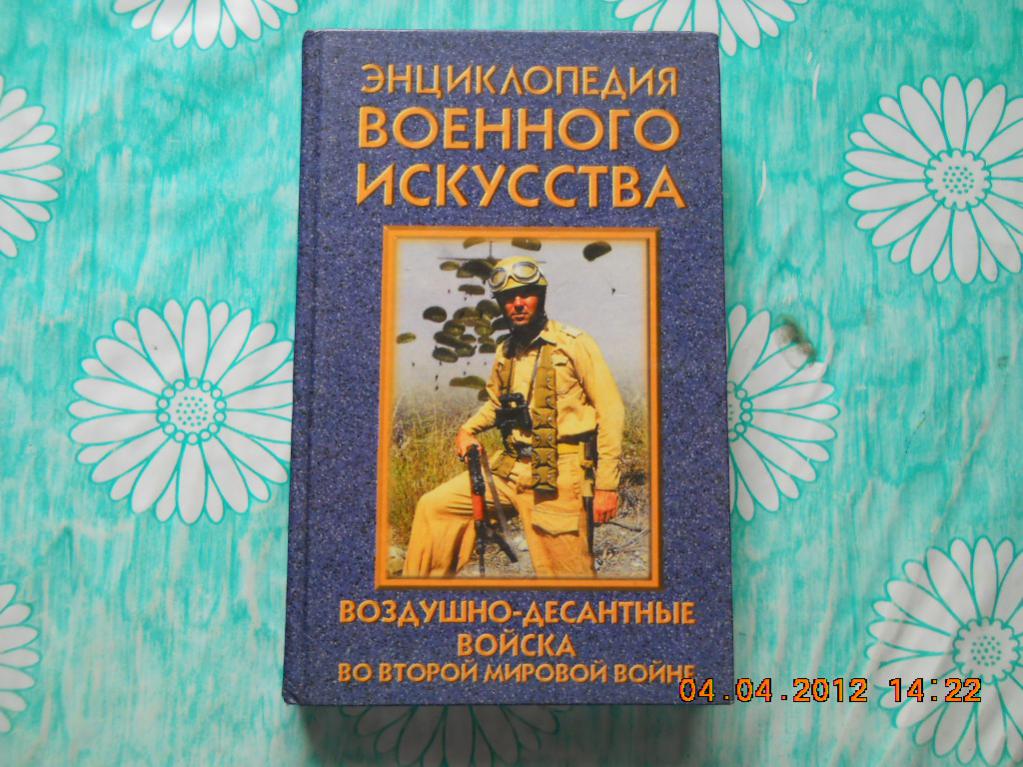 ЭНЦИКЛОПЕДИЯ
ВОЕННОГО
ИСКУССТВА
ВОЗДУШНО-ДЕСАНТНЫЕ
ВОЙСКА
ВО ВТОРОЙ МИРОВОЙ ВОЙНЕ
04.04.2012 14:22